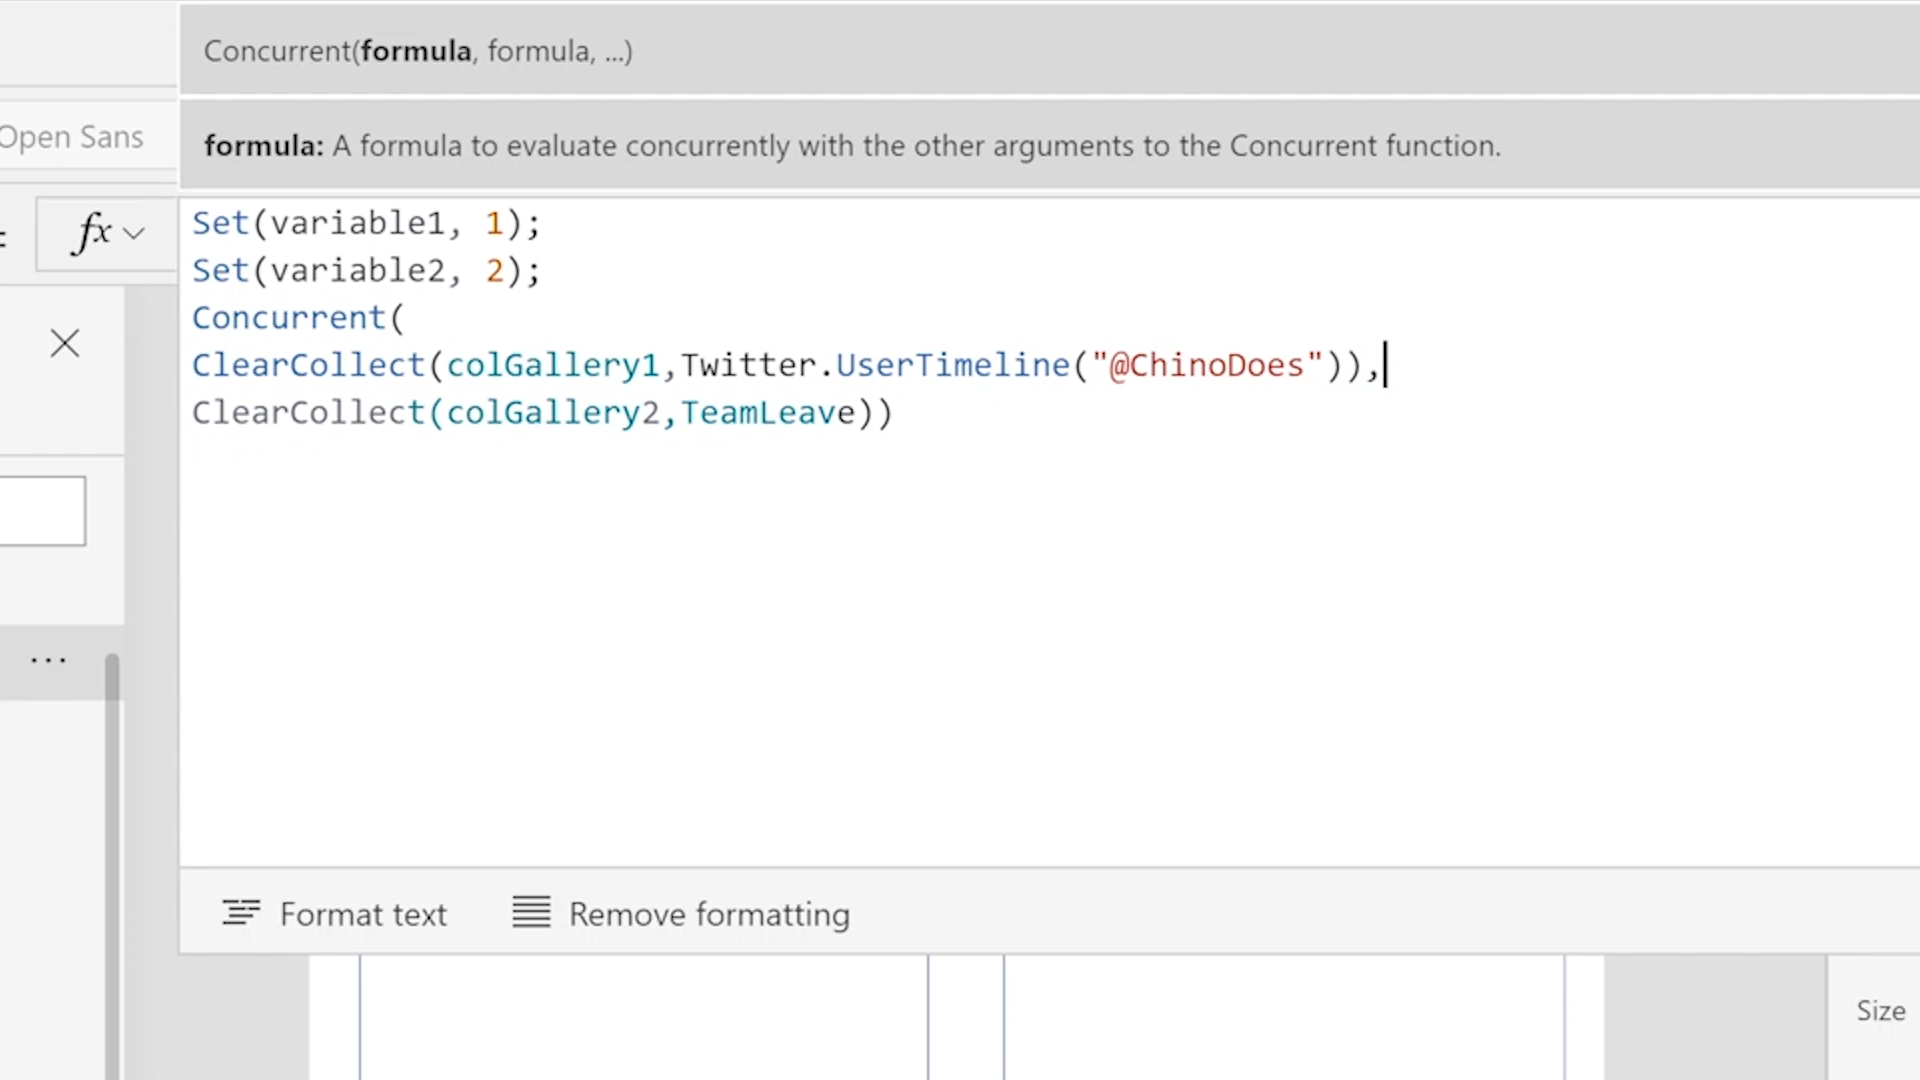 Concurrent(formula, formula, ...)
Open Sans
formula: A formula to evaluate concurrently with the other arguments to the Concurrent function.
fx
Set(variable1, 1);
Set(variable2, 2);
Concurrent(
ClearCollect(colGallery1,Twitter.UserTimeline("@ChinoDoes")),
ClearCollect(colGallery2,TeamLeave))
Format text
Remove formatting
Size